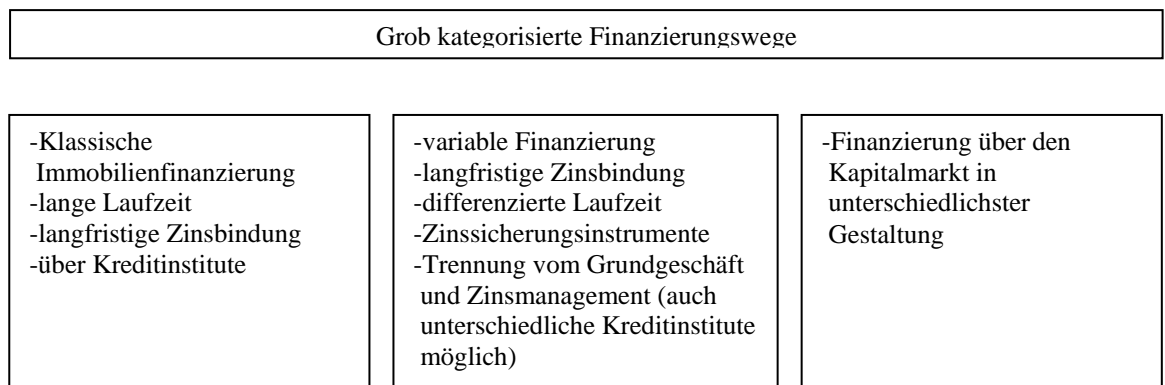 Grob kategorisierte Finanzierungswege
-Klassische
Immobilienfinanzierung
-lange Laufzeit
-langfristige Zinsbindung
-über Kreditinstitute
-variable Finanzierung
-langfristige Zinsbindung
-differenzierte Laufzeit
-Zinssicherungsinstrumente
-Trennung vom Grundgeschäft
und Zinsmanagement (auch
unterschiedliche Kreditinstitute
möglich)
-Finanzierung über den
Kapitalmarkt in
unterschiedlichster
Gestaltung